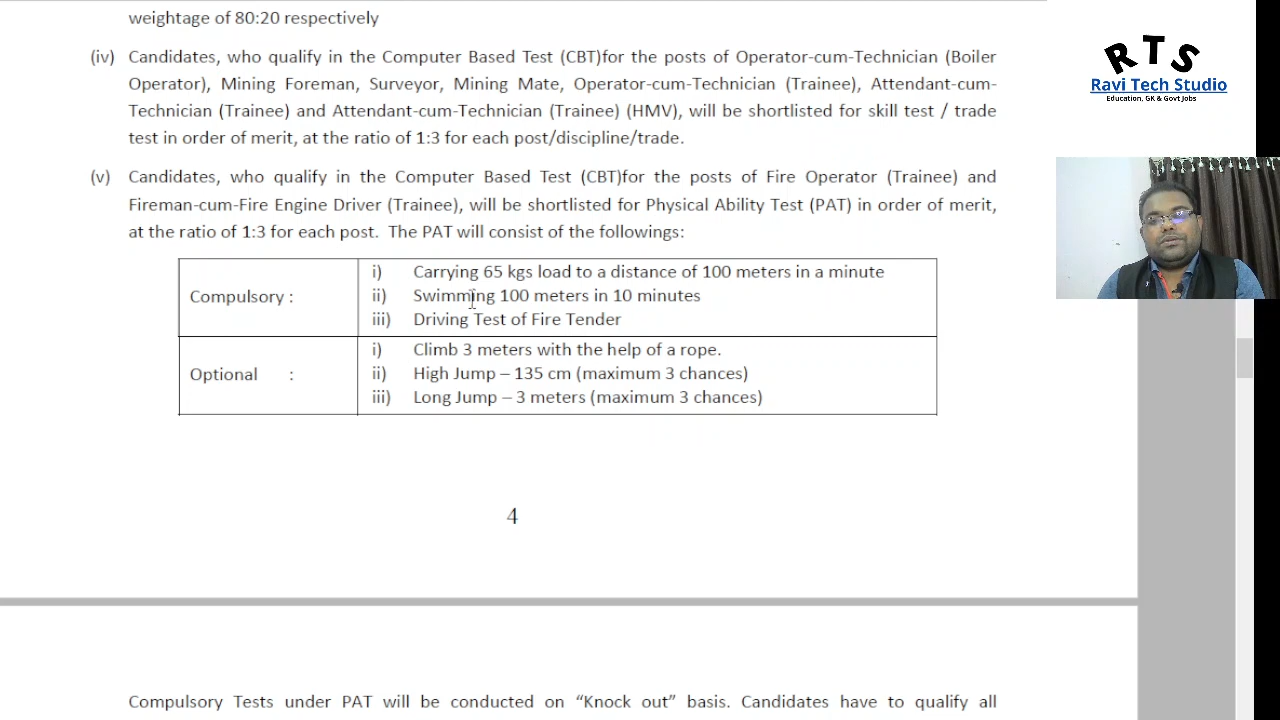 weightage of 80:20 respectively
(iv) Candidates, who qualify in the Computer Based Test (CBT)for the posts of Operator-cum-Technician (Boiler
Operator), Mining Foreman, Surveyor, Mining Mate, Operator-cum-Technician (Trainee), Attendant-cum-
Technician (Trainee) and Attendant-cum-Technician (Trainee) (HMV), will be shortlisted for skill test / trade
test in order of merit, at the ratio of 1:3 for each post/discipline/trade.
(v) Candidates, who qualify in the Computer Based Test (CBT)for the posts of Fire Operator (Trainee) and
Fireman-cum-Fire Engine Driver (Trainee), will be shortlisted for Physical Ability Test (PAT) in order of merit,
at the ratio of 1:3 for each post. The PAT will consist of the followings:
Compulsory :
i) Carrying 65 kgs load to a distance of 100 meters in a minute
ii) Swimming 100 meters in 10 minutes
iii) Driving Test of Fire Tender
Optional :
i) Climb 3 meters with the help of a rope.
ii) High Jump – 135 cm (maximum 3 chances)
iii) Long Jump – 3 meters (maximum 3 chances)
4
Compulsory Tests under PAT will be conducted on “Knock out” basis. Candidates have to qualify all
RTS
Ravi Tech Studio
Education, GK & Govt Jobs